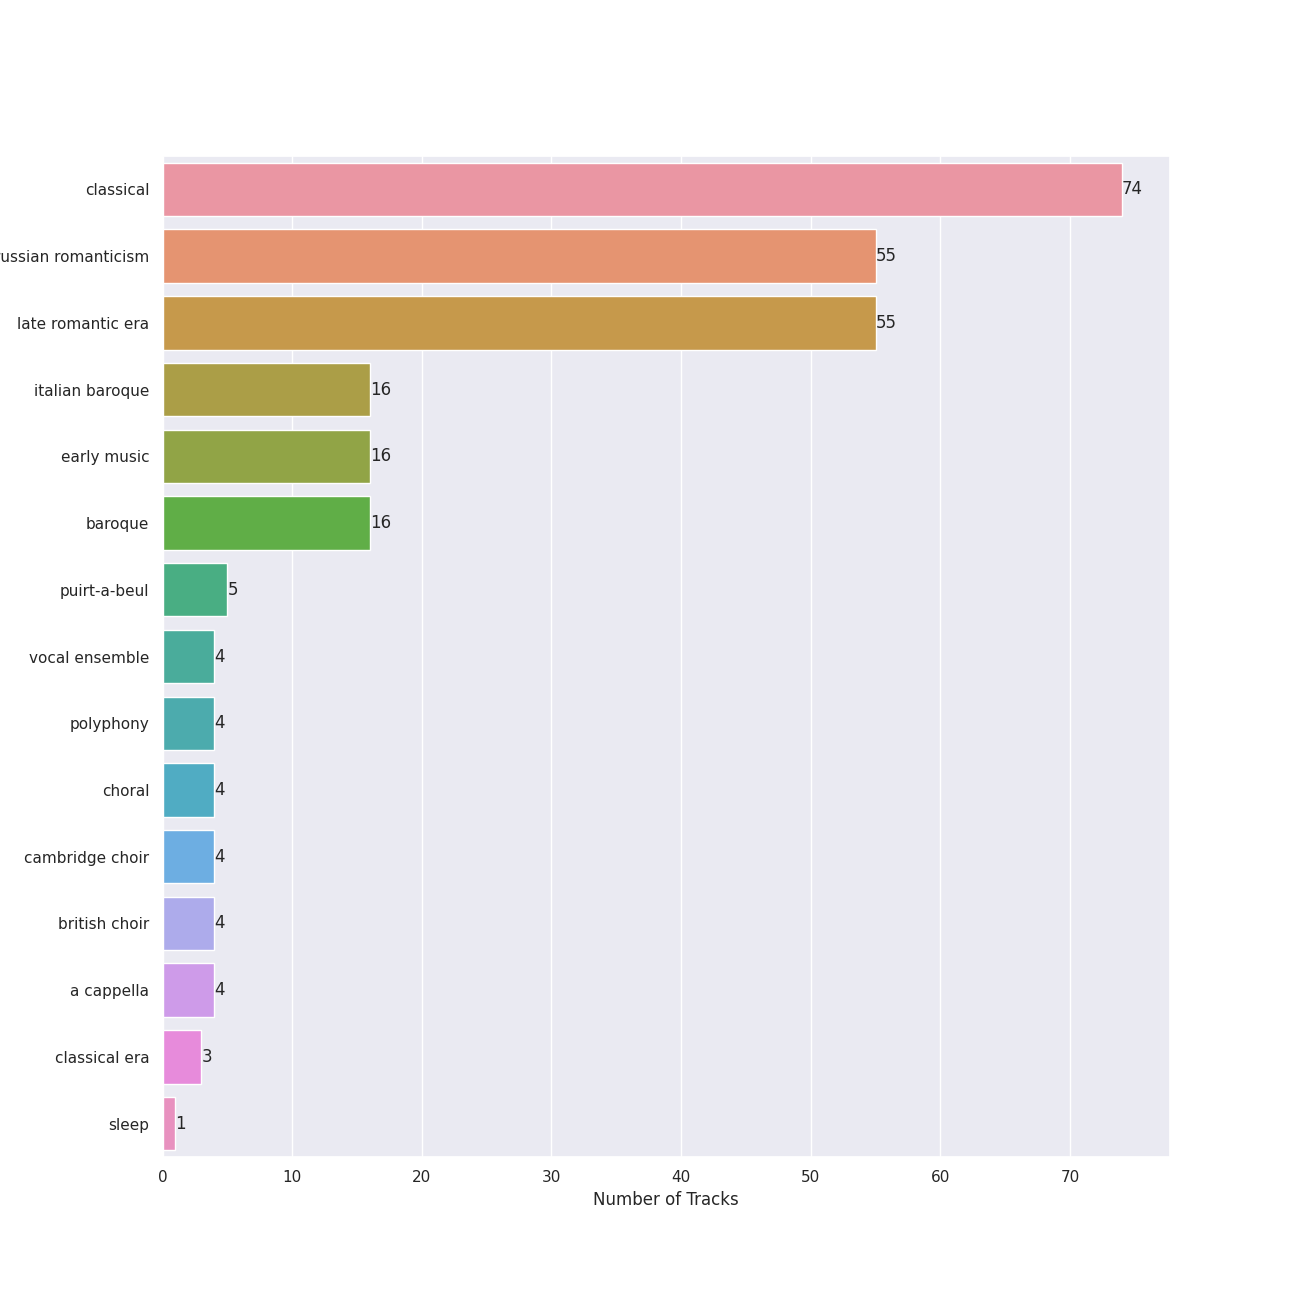 classical 74
ussian romanticism 55
late romantic era 55
italian baroque 16
early music 16
baroque 16
puirt-a-beul 5
vocal ensemble 4
polyphony 4
choral 4
cambridge choir 4
british choir 4
a cappella 4
classical era 3
sleep 1
0 10 20 30 40 50 60 70
Number of Tracks